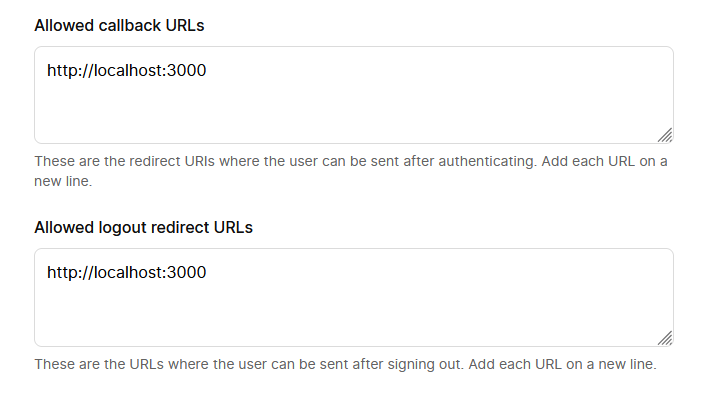 Allowed callback URLs
http://localhost:3000
These are the redirect URIs where the user can be sent after authenticating. Add each URL on a
new line.
Allowed logout redirect URLs
http://localhost:3000
These are the URLs where the user can be sent after signing out. Add each URL on a new line.